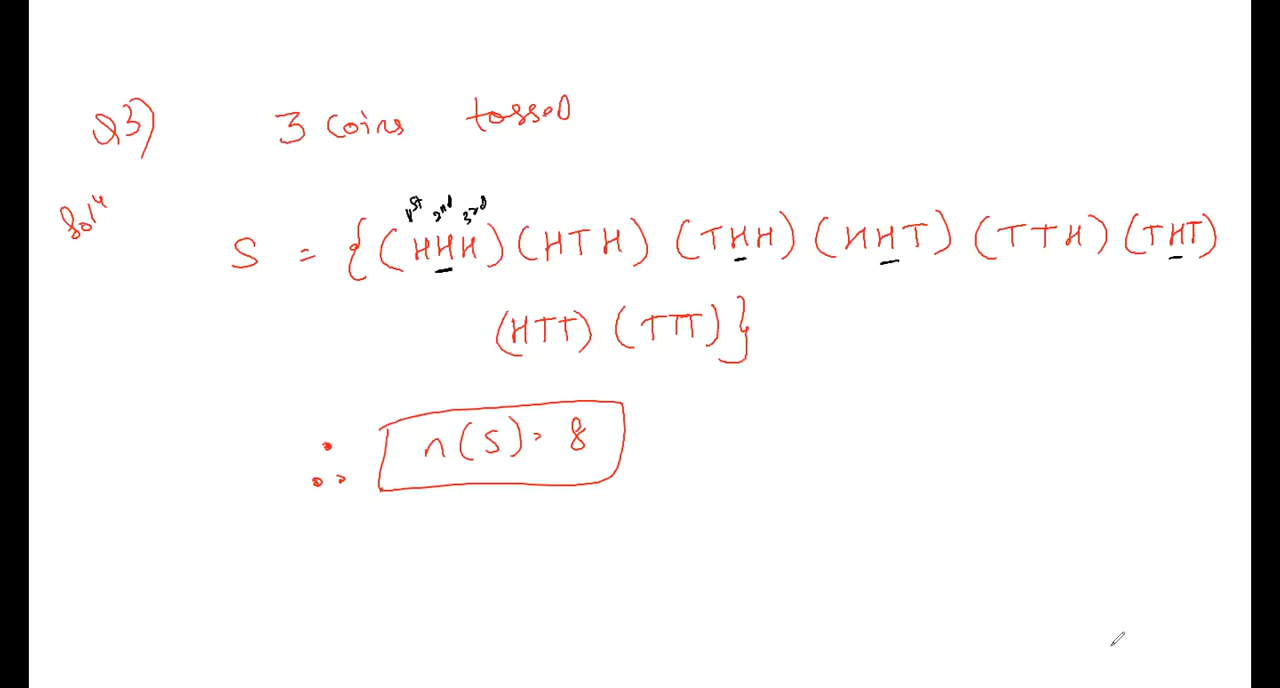 Q3) 3 coins tossed
Sol^n
1st 2nd 3rd
S = {(HHH) (HTH) (THH) (HHT) (TTH) (THT)
(HTT) (TTT)}
∴ n(S) = 8